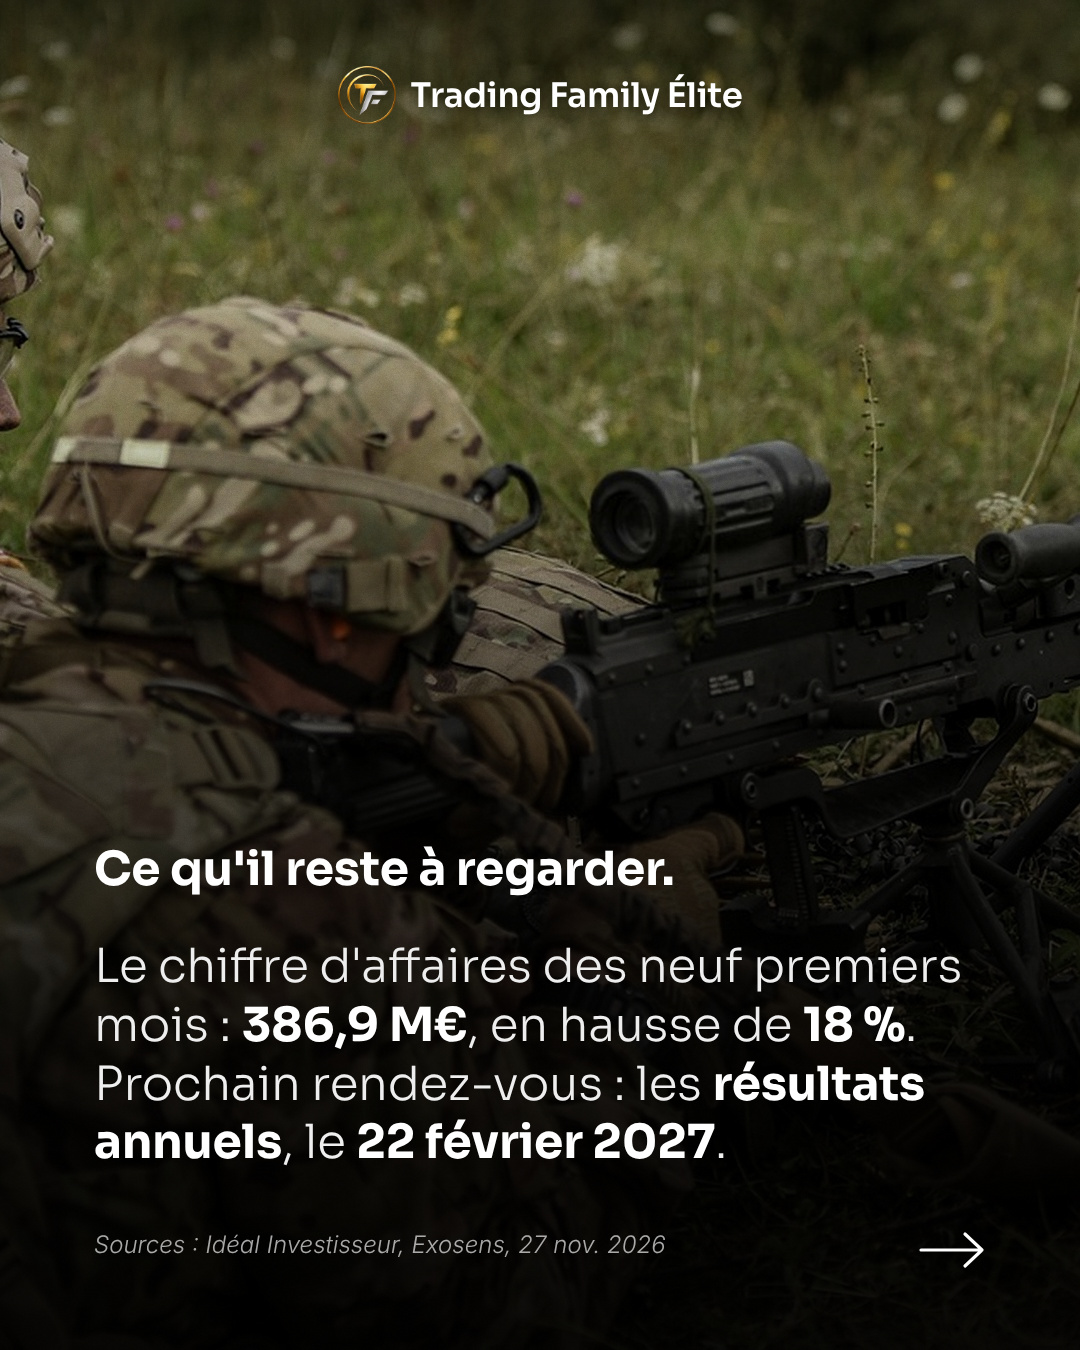 Trading Family Élite
Ce qu'il reste à regarder.
Le chiffre d'affaires des neuf premiers
mois : 386,9 M€, en hausse de 18 %.
Prochain rendez-vous : les résultats
annuels, le 22 février 2027.
Sources : Idéal Investisseur, Exosens, 27 nov. 2026